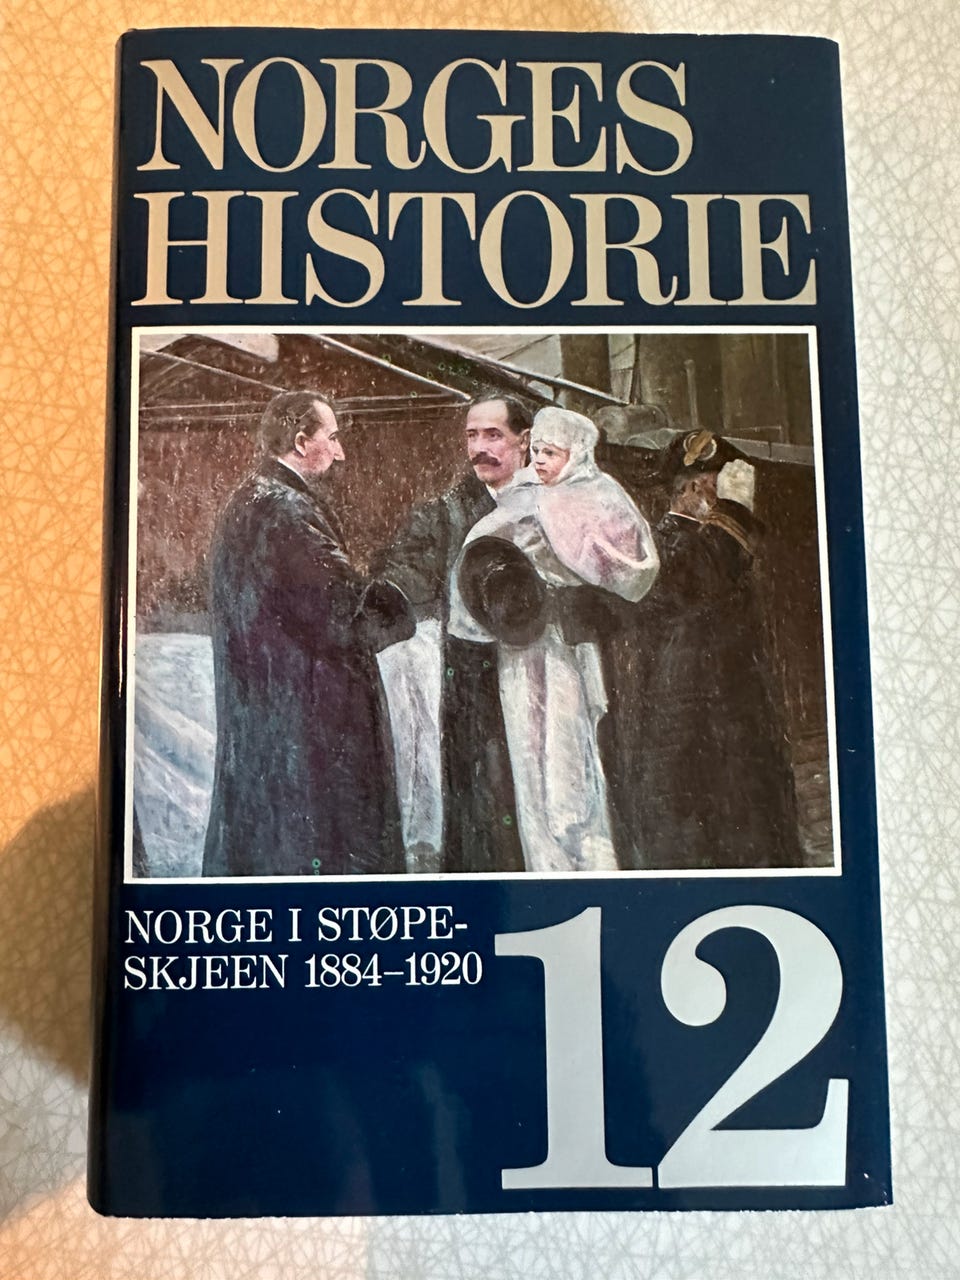 NORGES
HISTORIE
NORGE I STØPE-
SKJEEN 1884–1920
12